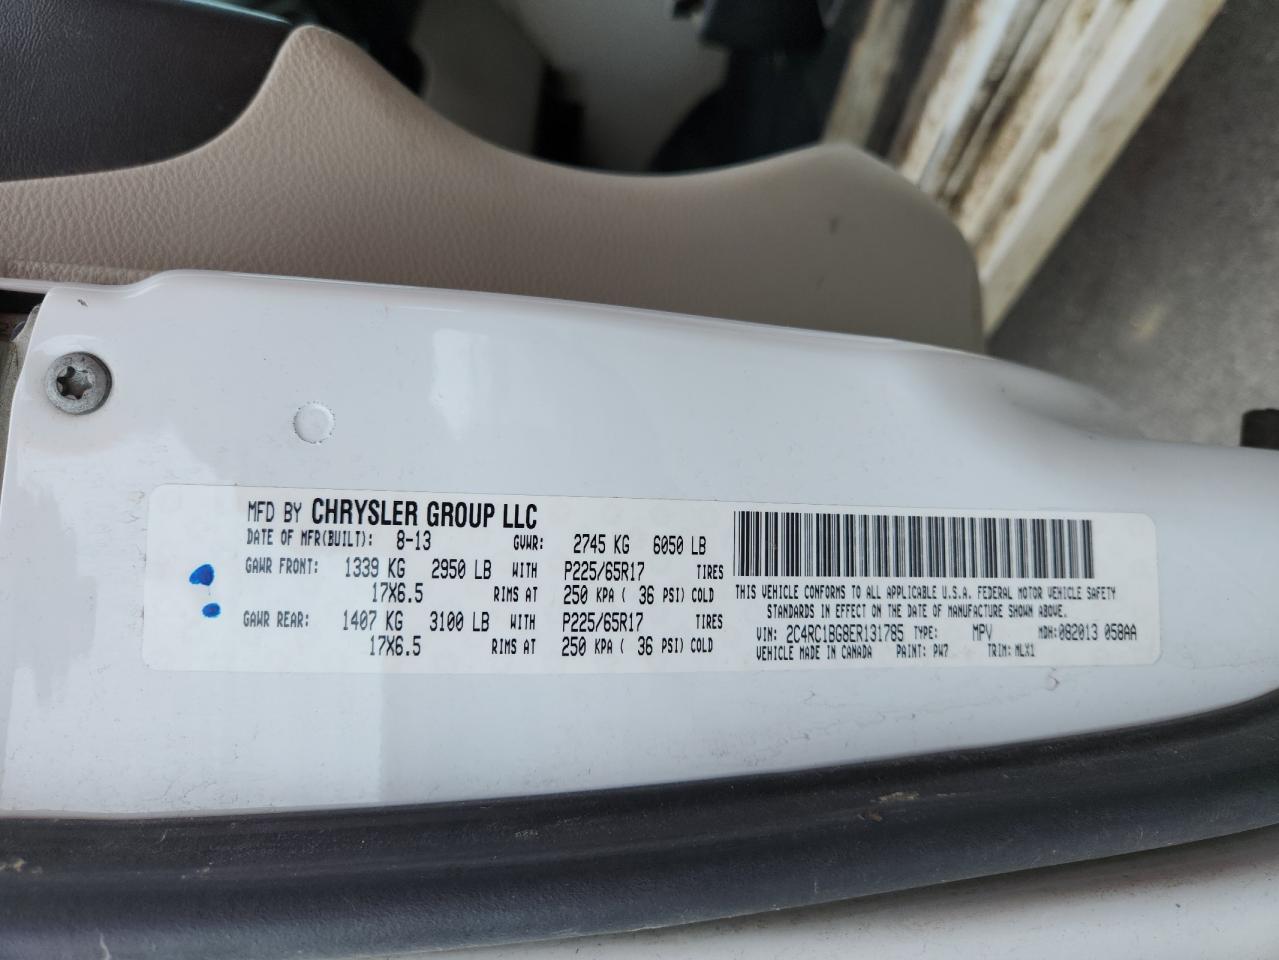 MFD BY CHRYSLER GROUP LLC
DATE OF MFR(BUILT): 8-13 GVWR: 2745 KG 6050 LB
GAWR FRONT: 1339 KG 2950 LB WITH P225/65R17 TIRES
17X6.5 RIMS AT 250 KPA ( 36 PSI) COLD
GAWR REAR: 1407 KG 3100 LB WITH P225/65R17 TIRES
17X6.5 RIMS AT 250 KPA ( 36 PSI) COLD
THIS VEHICLE CONFORMS TO ALL APPLICABLE U.S.A. FEDERAL MOTOR VEHICLE SAFETY
STANDARDS IN EFFECT ON THE DATE OF MANUFACTURE SHOWN ABOVE.
VIN: 2C4RC1BG8ER131785 TYPE: MPV MDH: 082013 058AA
VEHICLE MADE IN CANADA PAINT: PW7 TRIM: MLX1